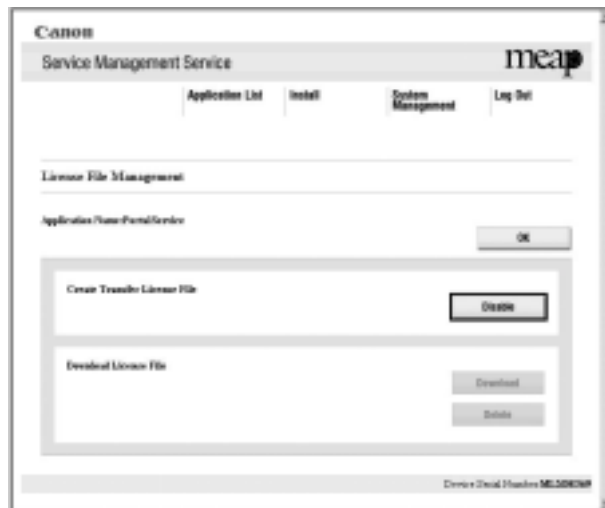 Canon
Service Management Service
meap
Application List
Install
System Management
Log Out
License File Management
Application Name:Portal Service
OK
Create Transfer License File
Disable
Download License File
Download
Delete
Device Serial Number